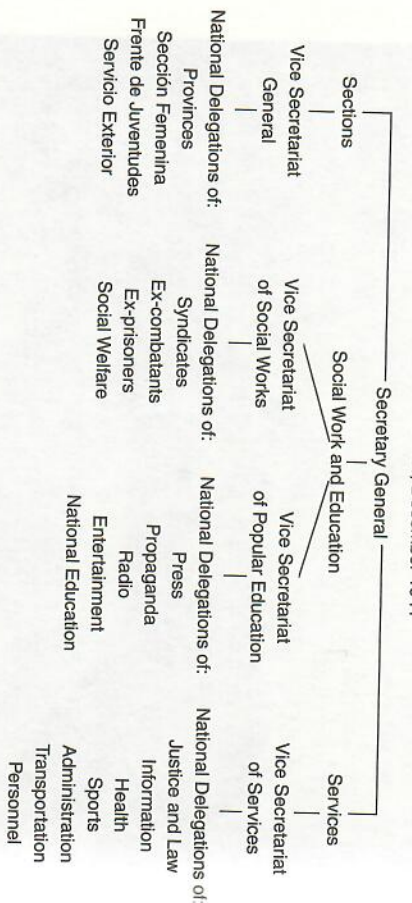 Secretary General
Sections
Social Work and Education
Services
Vice Secretariat
General
Vice Secretariat
of Social Works
Vice Secretariat
of Popular Education
Vice Secretariat
of Services
National Delegations of:
Provinces
Sección Femenina
Frente de Juventudes
Servicio Exterior
National Delegations of:
Syndicates
Ex-combatants
Ex-prisoners
Social Welfare
National Delegations of:
Press
Propaganda
Radio
Entertainment
National Education
National Delegations of:
Justice and Law
Information
Health
Sports
Administration
Transportation
Personnel